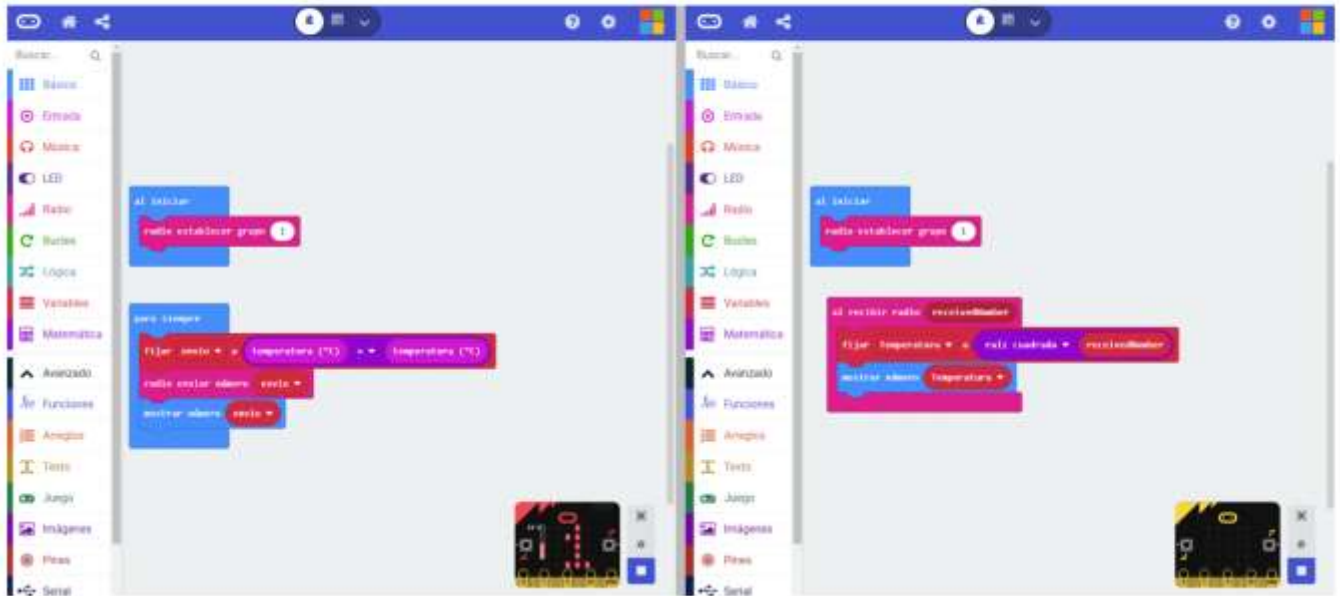 Buscar...
Básico
Entrada
Música
LED
Radio
Bucles
Lógica
Variables
Matemática
Avanzado
Funciones
Arreglos
Texto
Juego
Imágenes
Pines
Serial
al iniciar
radio establecer grupo 1
para siempre
fijar envio a temperatura (°C) temperatura (°C)
radio enviar número envio
mostrar número envio
Buscar...
Básico
Entrada
Música
LED
Radio
Bucles
Lógica
Variables
Matemática
Avanzado
Funciones
Arreglos
Texto
Juego
Imágenes
Pines
Serial
al iniciar
radio establecer grupo 1
al recibir radio receivedNumber
fijar Temperatura a raíz cuadrada receivedNumber
mostrar número Temperatura